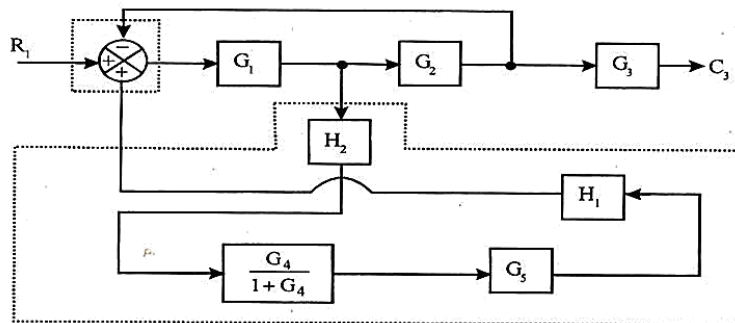 R₁
−
+
+
G₁
G₂
G₃
C₃
H₂
H₁
G₄
1 + G₄
G₅